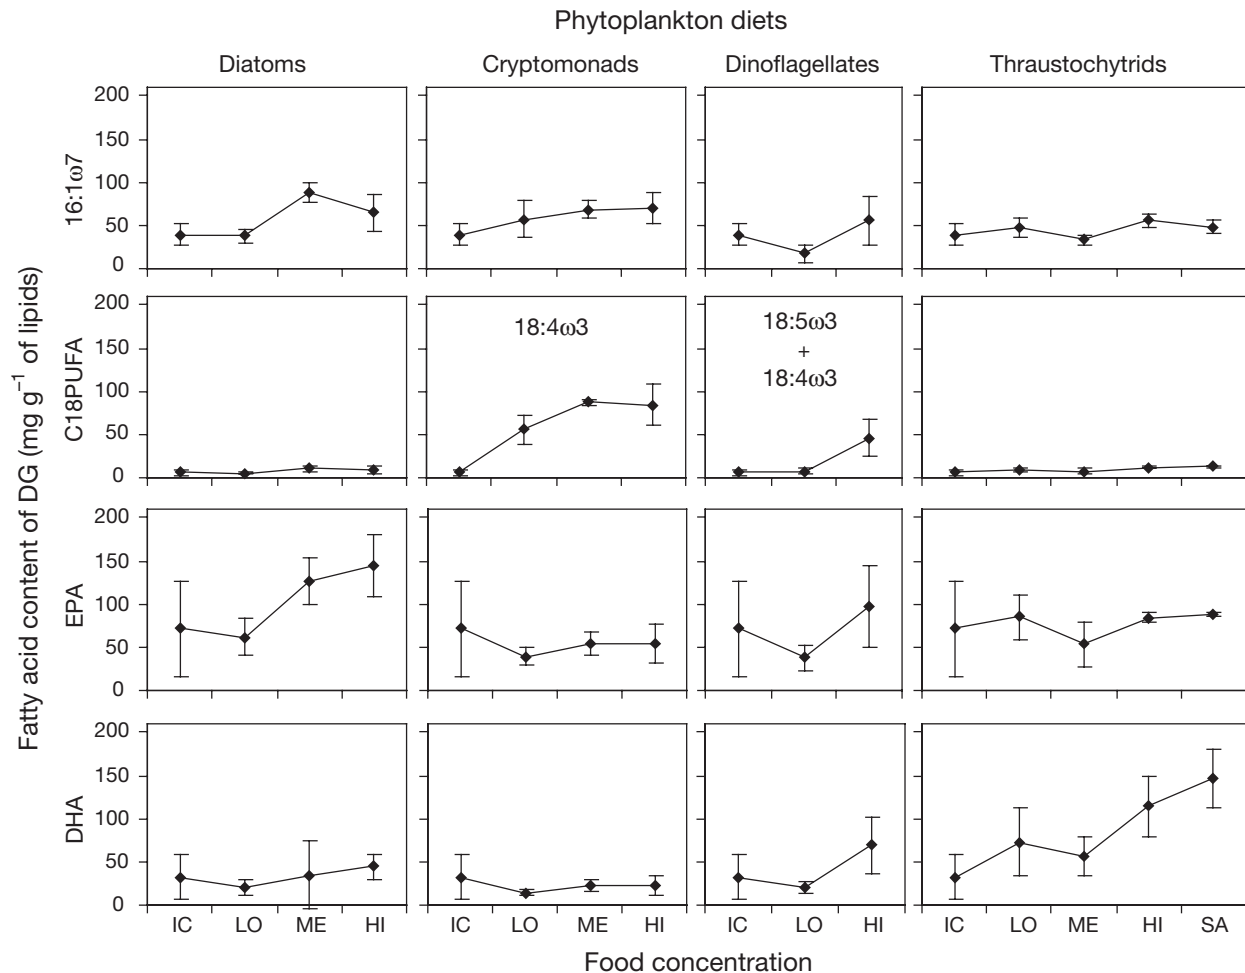 Phytoplankton diets
Diatoms Cryptomonads Dinoflagellates Thraustochytrids
Fatty acid content of DG (mg g⁻¹ of lipids)
16:1ω7
200
150
100
50
0
C18PUFA
200
150
100
50
0
18:4ω3
18:5ω3
+
18:4ω3
EPA
200
150
100
50
0
DHA
200
150
100
50
0
IC LO ME HI IC LO ME HI IC LO HI IC LO ME HI SA
Food concentration